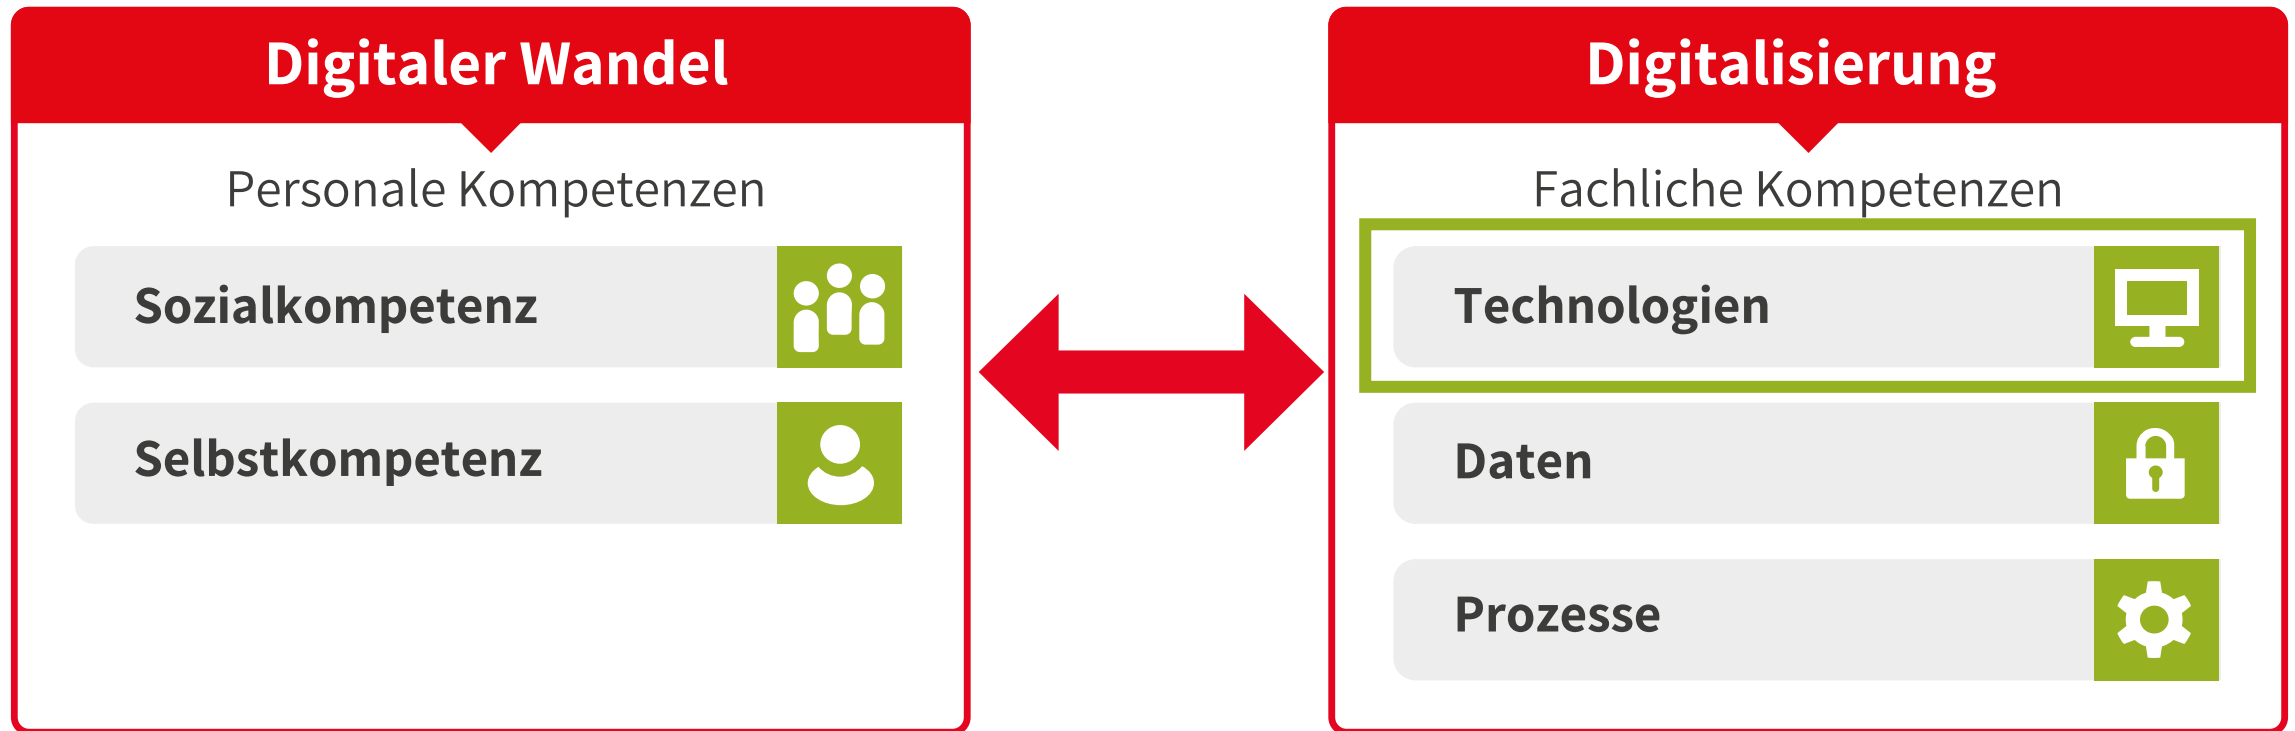 Digitaler Wandel
Personale Kompetenzen
Sozialkompetenz
Selbstkompetenz
Digitalisierung
Fachliche Kompetenzen
Technologien
Daten
Prozesse